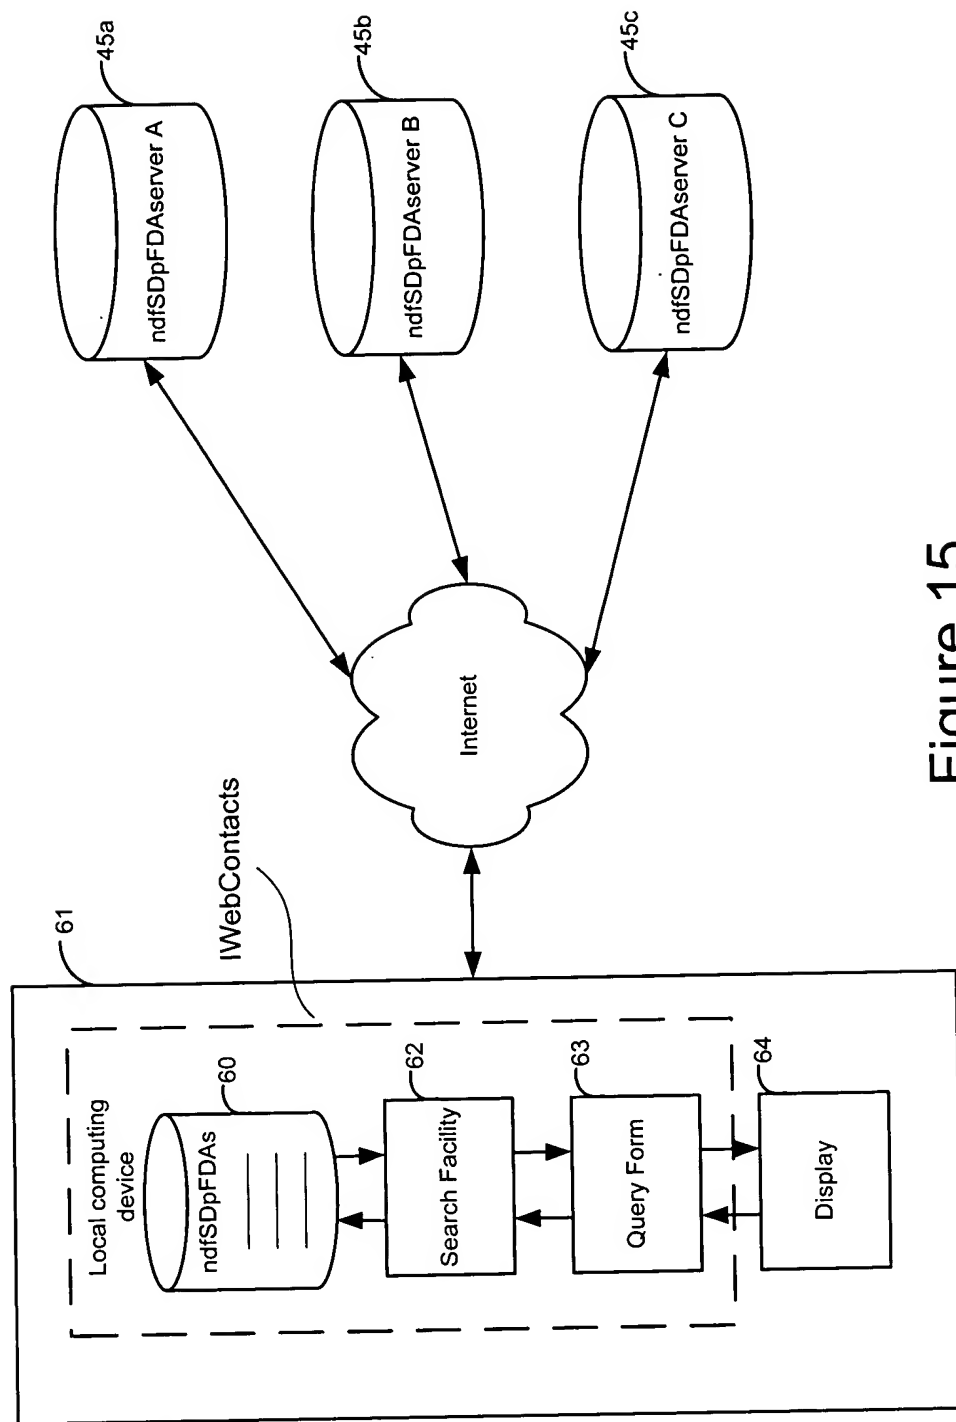 61
Local computing
device
IWebContacts
60
ndfSDpFDAs
62
Search Facility
63
Query Form
64
Display
Internet
45a
ndfSDpFDAserver A
45b
ndfSDpFDAserver B
45c
ndfSDpFDAserver C
Figure 15